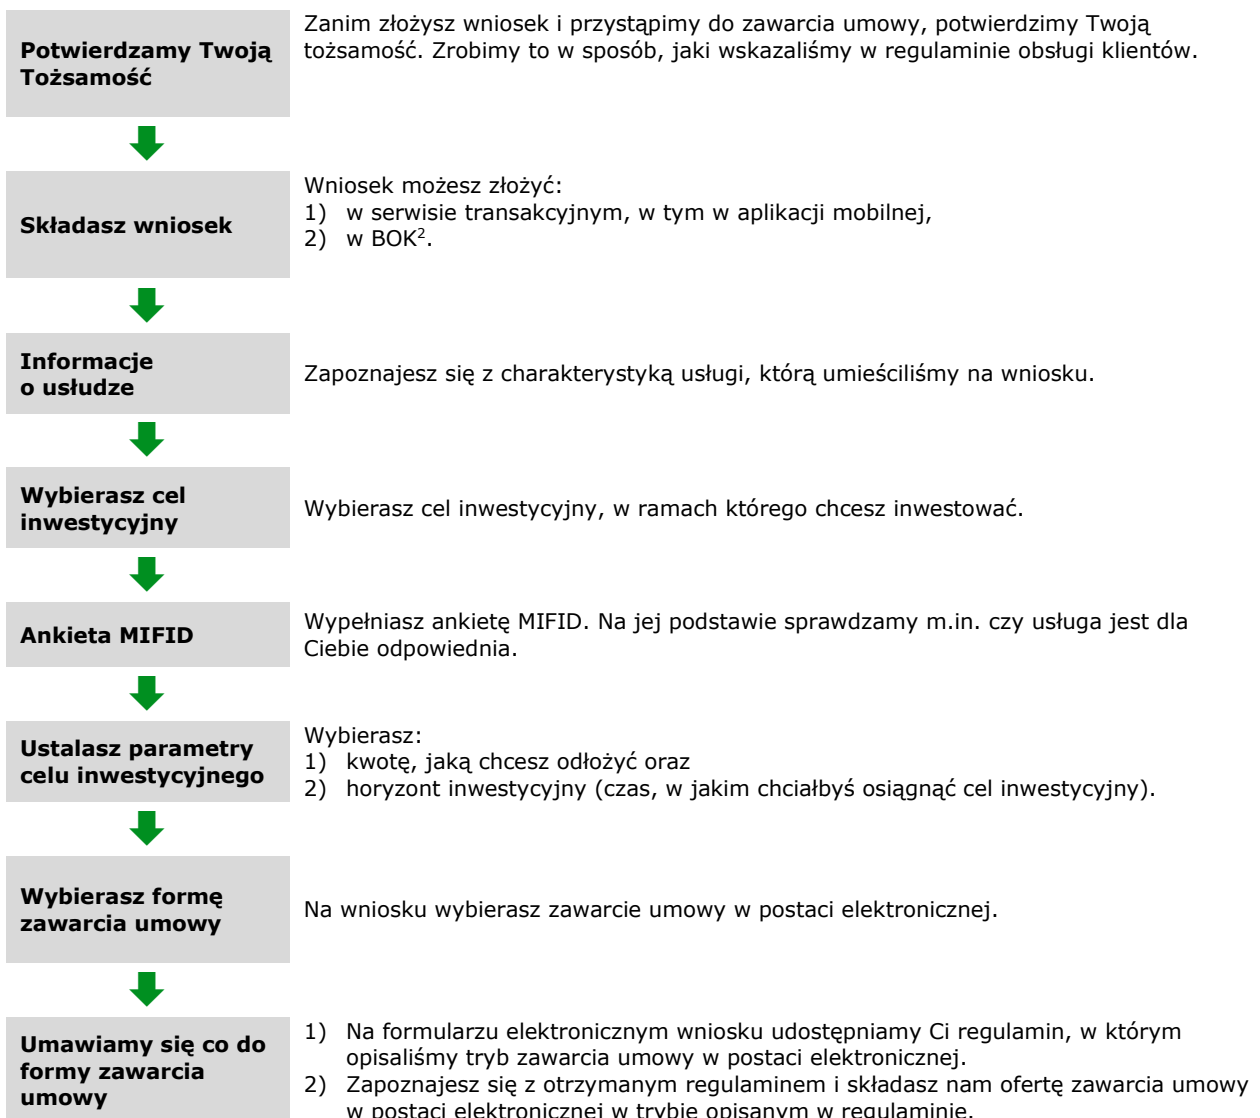 Potwierdzamy Twoją
Tożsamość
Zanim złożysz wniosek i przystąpimy do zawarcia umowy, potwierdzimy Twoją
tożsamość. Zrobimy to w sposób, jaki wskazaliśmy w regulaminie obsługi klientów.
Składasz wniosek
Wniosek możesz złożyć:
1) w serwisie transakcyjnym, w tym w aplikacji mobilnej,
2) w BOK².
Informacje
o usłudze
Zapoznajesz się z charakterystyką usługi, którą umieściliśmy na wniosku.
Wybierasz cel
inwestycyjny
Wybierasz cel inwestycyjny, w ramach którego chcesz inwestować.
Ankieta MIFID
Wypełniasz ankietę MIFID. Na jej podstawie sprawdzamy m.in. czy usługa jest dla
Ciebie odpowiednia.
Ustalasz parametry
celu inwestycyjnego
Wybierasz:
1) kwotę, jaką chcesz odłożyć oraz
2) horyzont inwestycyjny (czas, w jakim chciałbyś osiągnąć cel inwestycyjny).
Wybierasz formę
zawarcia umowy
Na wniosku wybierasz zawarcie umowy w postaci elektronicznej.
Umawiamy się co do
formy zawarcia
umowy
1) Na formularzu elektronicznym wniosku udostępniamy Ci regulamin, w którym
opisaliśmy tryb zawarcia umowy w postaci elektronicznej.
2) Zapoznajesz się z otrzymanym regulaminem i składasz nam ofertę zawarcia umowy
w postaci elektronicznej w trybie opisanym w regulaminie.